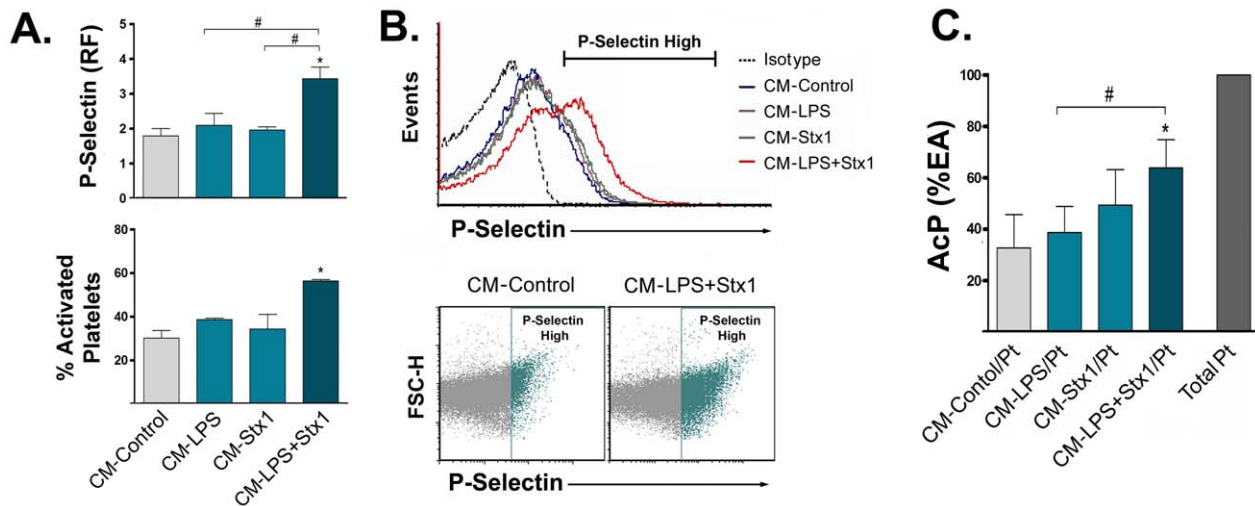 A.
P-Selectin (RF)
5
4
3
2
1
0
#
#
*
% Activated
Platelets
80
60
40
20
*
CM-Control
CM-LPS
CM-Stx1
CM-LPS+Stx1
B.
Events
P-Selectin High
Isotype
CM-Control
CM-LPS
CM-Stx1
CM-LPS+Stx1
P-Selectin
CM-Control
CM-LPS+Stx1
FSC-H
P-Selectin
High
P-Selectin
High
P-Selectin
C.
AcP (%EA)
100
80
60
40
20
0
#
*
CM-Contol/Pt
CM-LPS/Pt
CM-Stx1/Pt
CM-LPS+Stx1/Pt
Total Pt